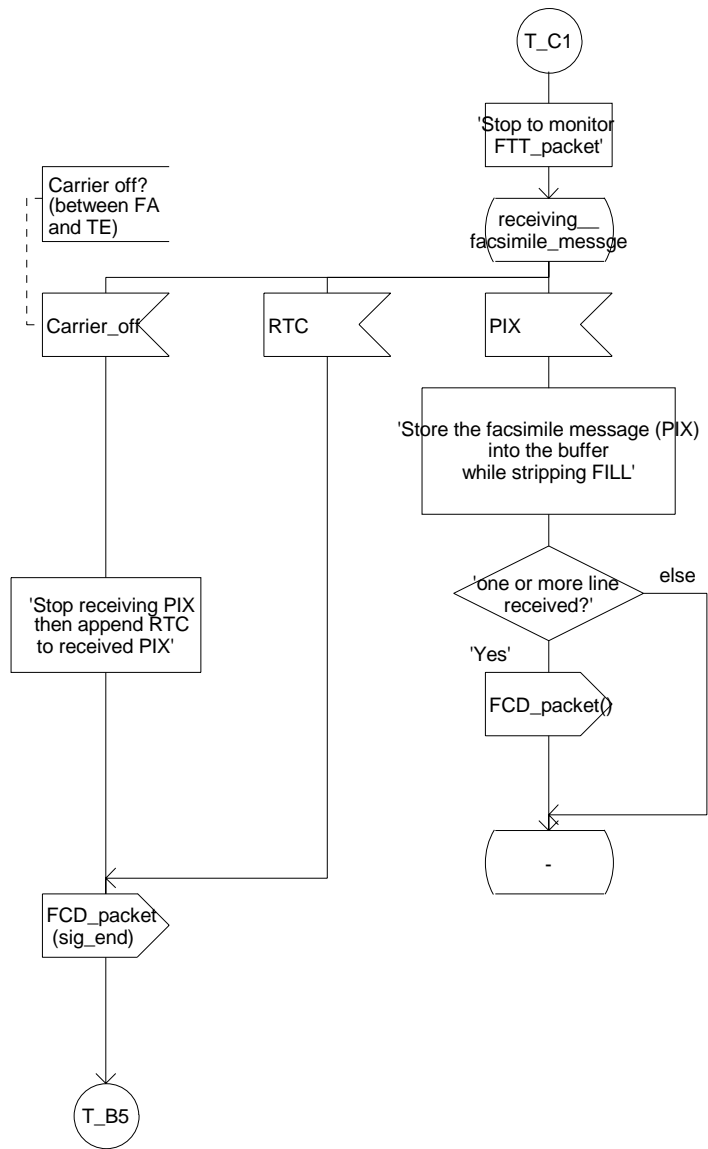 T_C1
'Stop to monitor
FTT_packet'
Carrier off?
(between FA
and TE)
receiving__
facsimile_messge
Carrier_off
RTC
PIX
'Store the facsimile message (PIX)
into the buffer
while stripping FILL'
'one or more line
received?'
else
'Yes'
'Stop receiving PIX
then append RTC
to received PIX'
FCD_packet()
-
FCD_packet
(sig_end)
T_B5